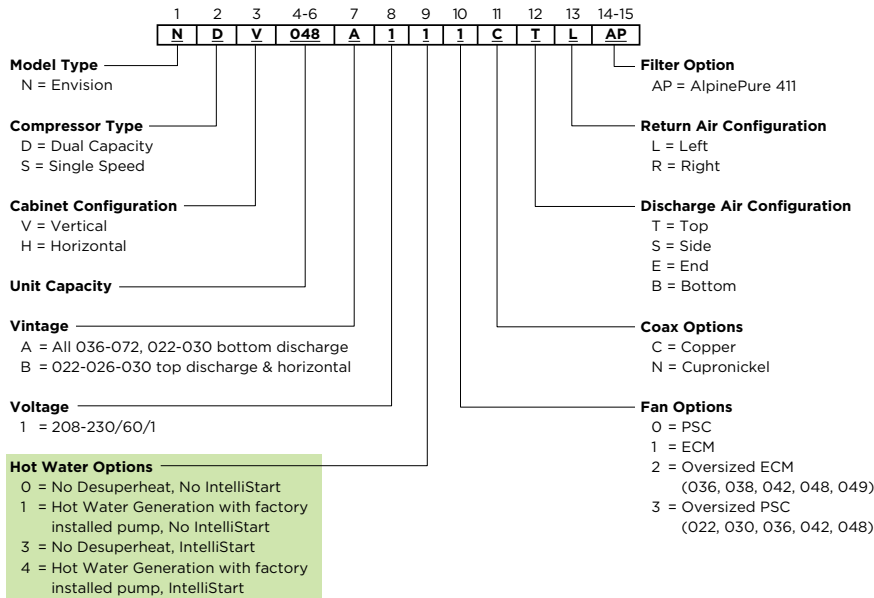 1 2 3 4-6 7 8 9 10 11 12 13 14-15
N D V 048 A 1 1 1 C T L AP
Model Type
N = Envision
Compressor Type
D = Dual Capacity
S = Single Speed
Cabinet Configuration
V = Vertical
H = Horizontal
Unit Capacity
Vintage
A = All 036-072, 022-030 bottom discharge
B = 022-026-030 top discharge & horizontal
Voltage
1 = 208-230/60/1
Hot Water Options
0 = No Desuperheat, No IntelliStart
1 = Hot Water Generation with factory
installed pump, No IntelliStart
3 = No Desuperheat, IntelliStart
4 = Hot Water Generation with factory
installed pump, IntelliStart
Filter Option
AP = AlpinePure 411
Return Air Configuration
L = Left
R = Right
Discharge Air Configuration
T = Top
S = Side
E = End
B = Bottom
Coax Options
C = Copper
N = Cupronickel
Fan Options
0 = PSC
1 = ECM
2 = Oversized ECM
(036, 038, 042, 048, 049)
3 = Oversized PSC
(022, 030, 036, 042, 048)